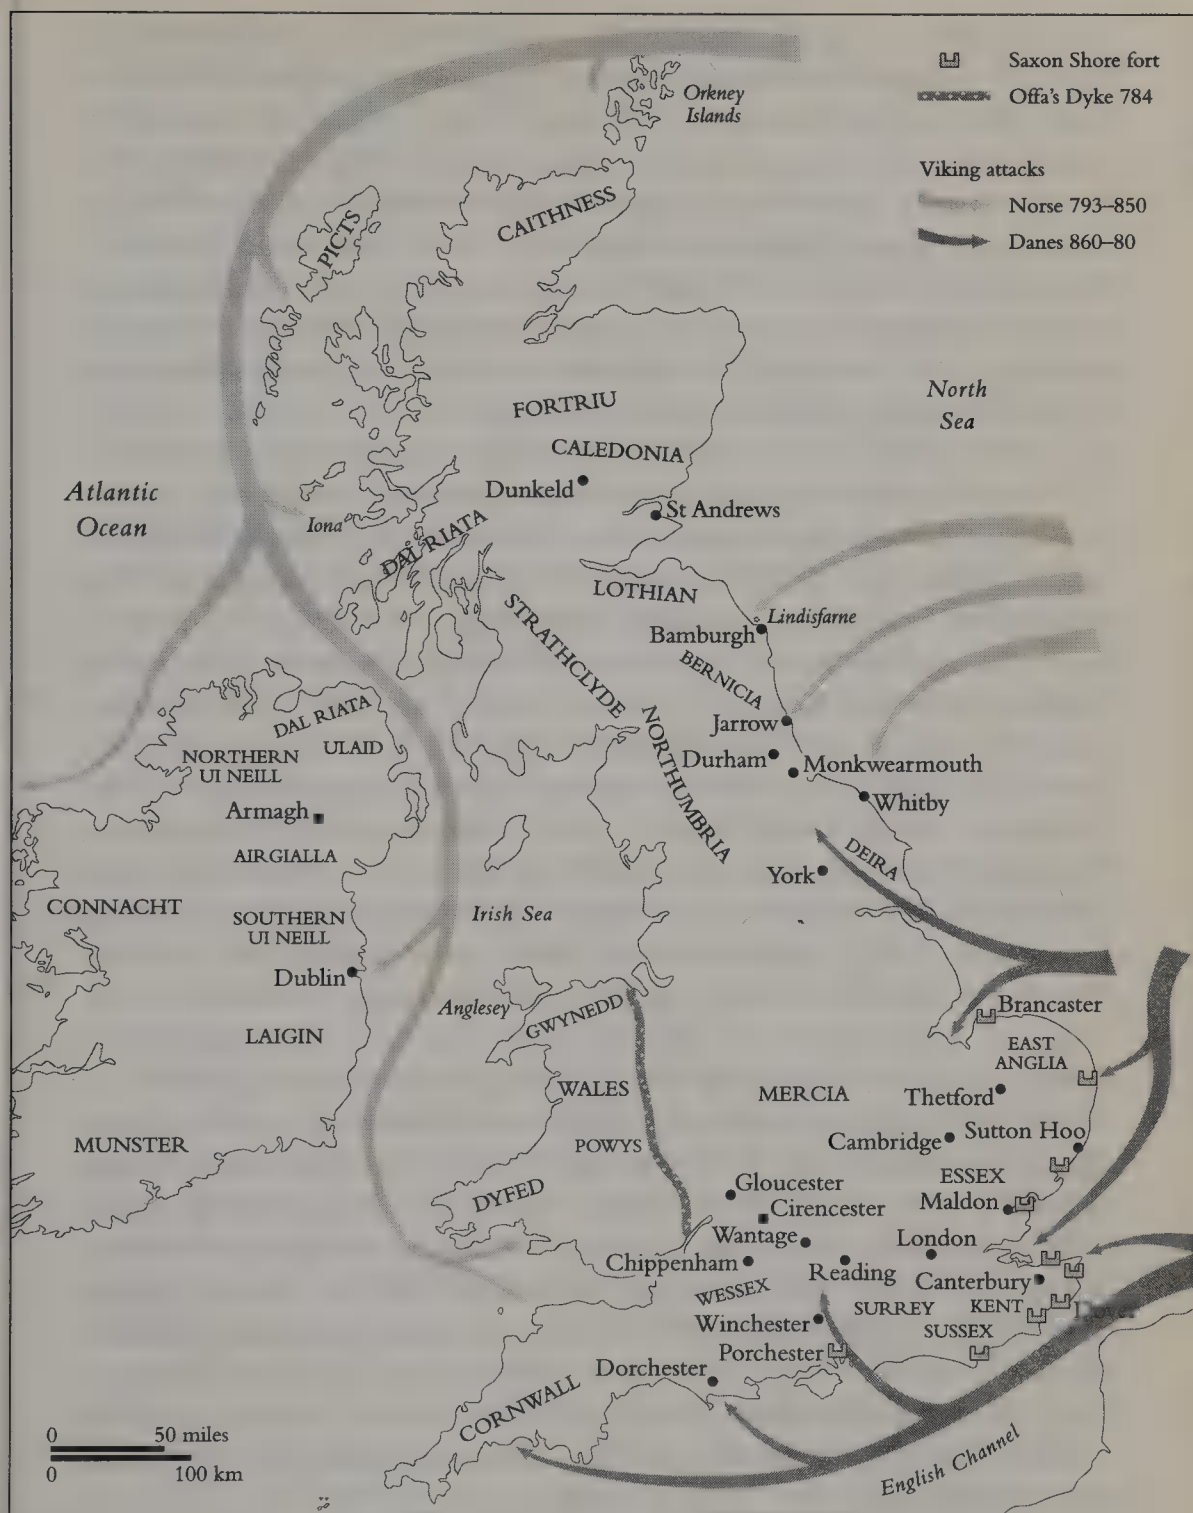 Saxon Shore fort
Offa's Dyke 784
Viking attacks
Norse 793–850
Danes 860–80
Orkney
Islands
CAITHNESS
PICTS
North
Sea
FORTRIU
CALEDONIA
Dunkeld
St Andrews
Atlantic
Ocean
Iona
DAL RIATA
LOTHIAN
Lindisfarne
Bamburgh
BERNICIA
STRATHCLYDE
Jarrow
NORTHUMBRIA
Durham
Monkwearmouth
Whitby
DAL RIATA
ULAID
NORTHERN
UI NEILL
Armagh
AIRGIALLA
DEIRA
York
CONNACHT
SOUTHERN
UI NEILL
Irish Sea
Dublin
Anglesey
GWYNEDD
Brancaster
LAIGIN
EAST
ANGLIA
WALES
MERCIA
Thetford
MUNSTER
POWYS
Cambridge
Sutton Hoo
DYFED
Gloucester
ESSEX
Cirencester
Maldon
Wantage
London
Chippenham
Reading
Canterbury
WESSEX
SURREY
KENT
Dover
Winchester
SUSSEX
Porchester
Dorchester
CORNWALL
English Channel
0 50 miles
0 100 km